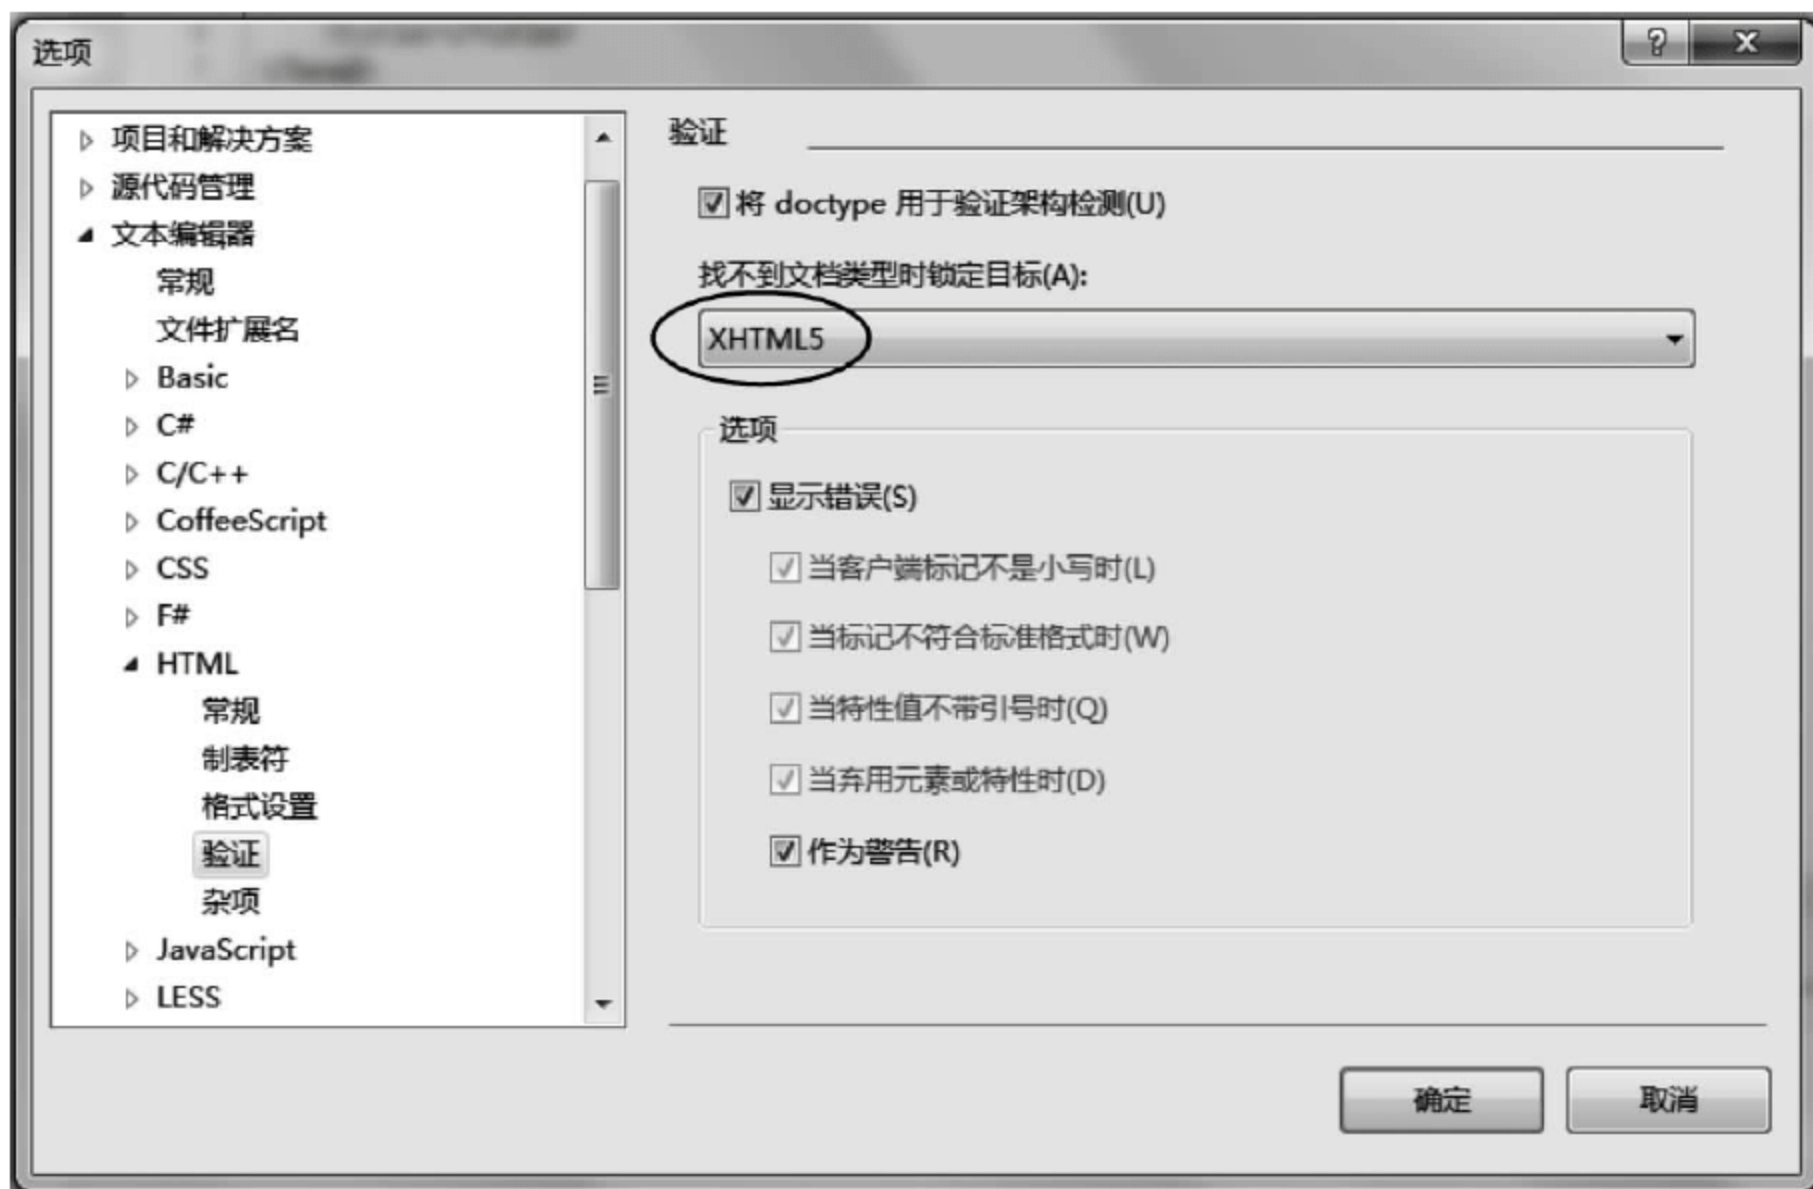 选项
?
项目和解决方案
源代码管理
文本编辑器
常规
文件扩展名
Basic
C#
C/C++
CoffeeScript
CSS
F#
HTML
常规
制表符
格式设置
验证
杂项
JavaScript
LESS
验证
将 doctype 用于验证架构检测(U)
找不到文档类型时锁定目标(A):
XHTML5
选项
显示错误(S)
当客户端标记不是小写时(L)
当标记不符合标准格式时(W)
当特性值不带引号时(Q)
当弃用元素或特性时(D)
作为警告(R)
确定
取消